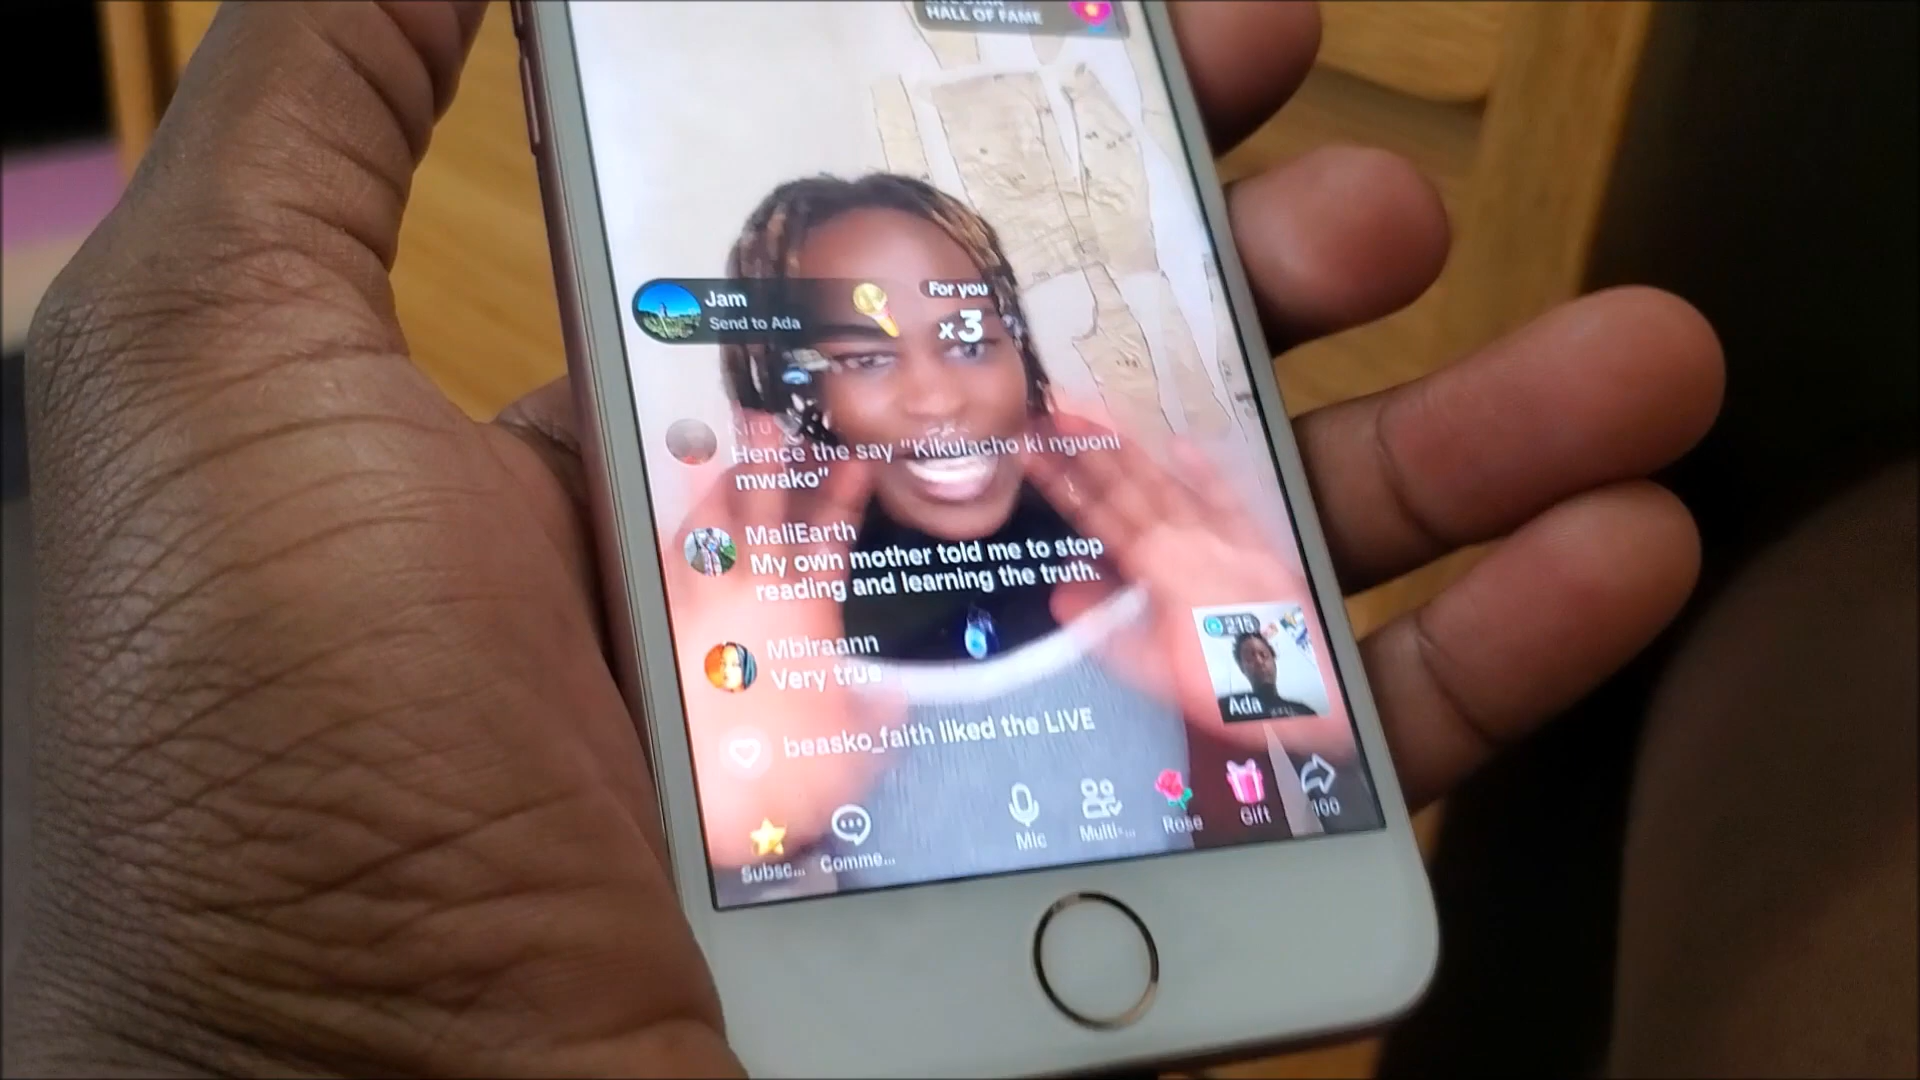 HALL OF FAME
Jam
Send to Ada
For you
x3
Kiru
Hence the say "Kikulacho ki nguoni
mwako"
MaliEarth
My own mother told me to stop
reading and learning the truth.
Mbiraann
Very true
215
Ada
beasko_faith liked the LIVE
Subsc...
Comme...
Mic
Multi-...
Rose
Gift
100